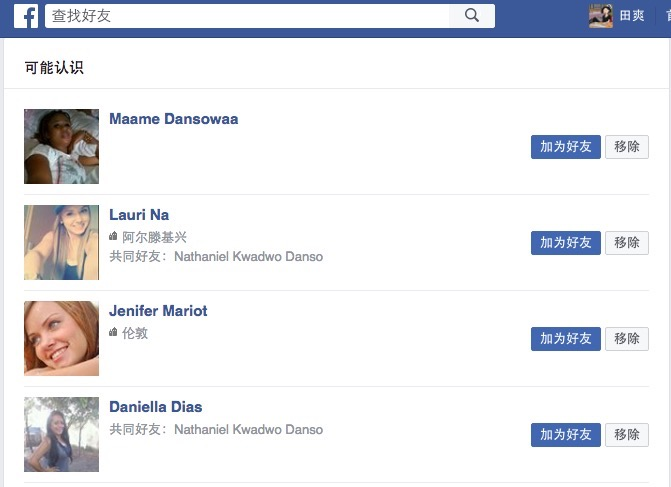 查找好友
田爽
可能认识
Maame Dansowaa
加为好友 移除
Lauri Na
阿尔滕基兴
共同好友：Nathaniel Kwadwo Danso
加为好友 移除
Jenifer Mariot
伦敦
加为好友 移除
Daniella Dias
共同好友：Nathaniel Kwadwo Danso
加为好友 移除